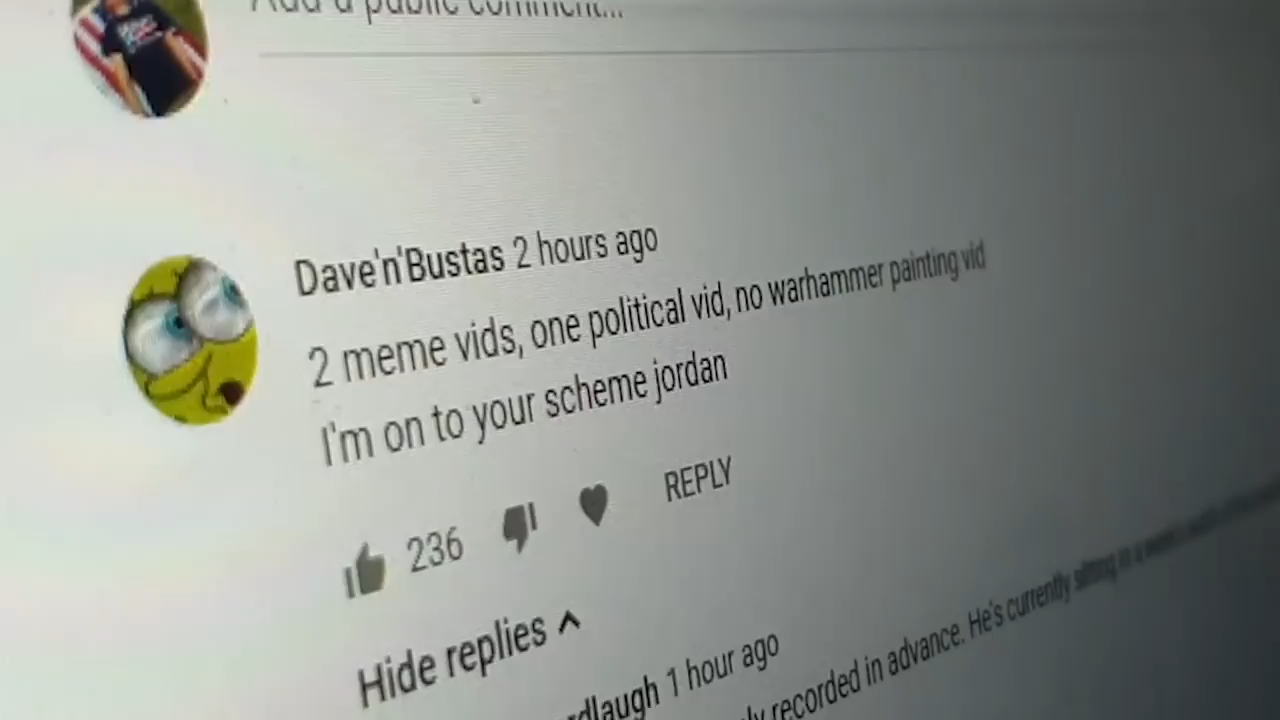 Add a public comment...
Dave'n'Bustas 2 hours ago
2 meme vids, one political vid, no warhammer painting vid
I'm on to your scheme jordan
236
REPLY
Hide replies
1 hour ago
recorded in advance. He's currently sitting in a